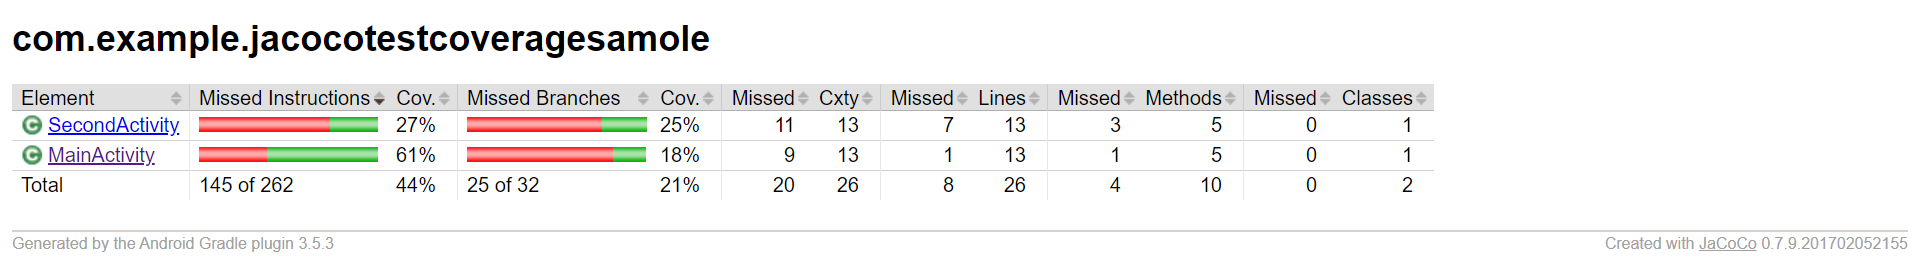 com.example.jacocotestcoveragesamole
Element Missed Instructions Cov. Missed Branches Cov. Missed Cxty Missed Lines Missed Methods Missed Classes
C SecondActivity 27% 25% 11 13 7 13 3 5 0 1
C MainActivity 61% 18% 9 13 1 13 1 5 0 1
Total 145 of 262 44% 25 of 32 21% 20 26 8 26 4 10 0 2
Generated by the Android Gradle plugin 3.5.3 Created with JaCoCo 0.7.9.201702052155